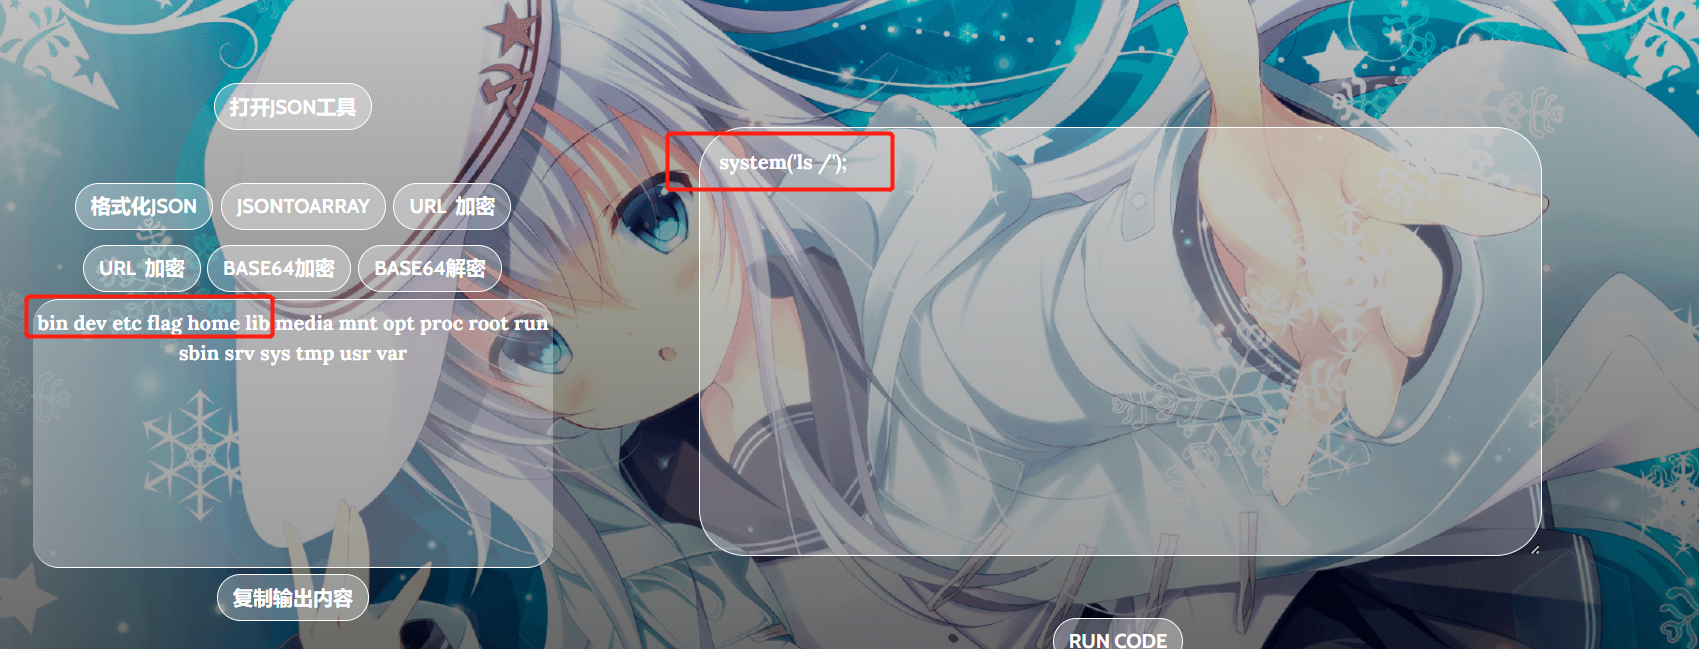 打开JSON工具
格式化JSON JSONTOARRAY URL 加密
URL 加密 BASE64加密 BASE64解密
bin dev etc flag home lib media mnt opt proc root run
sbin srv sys tmp usr var
复制输出内容
system('ls /');
RUN CODE